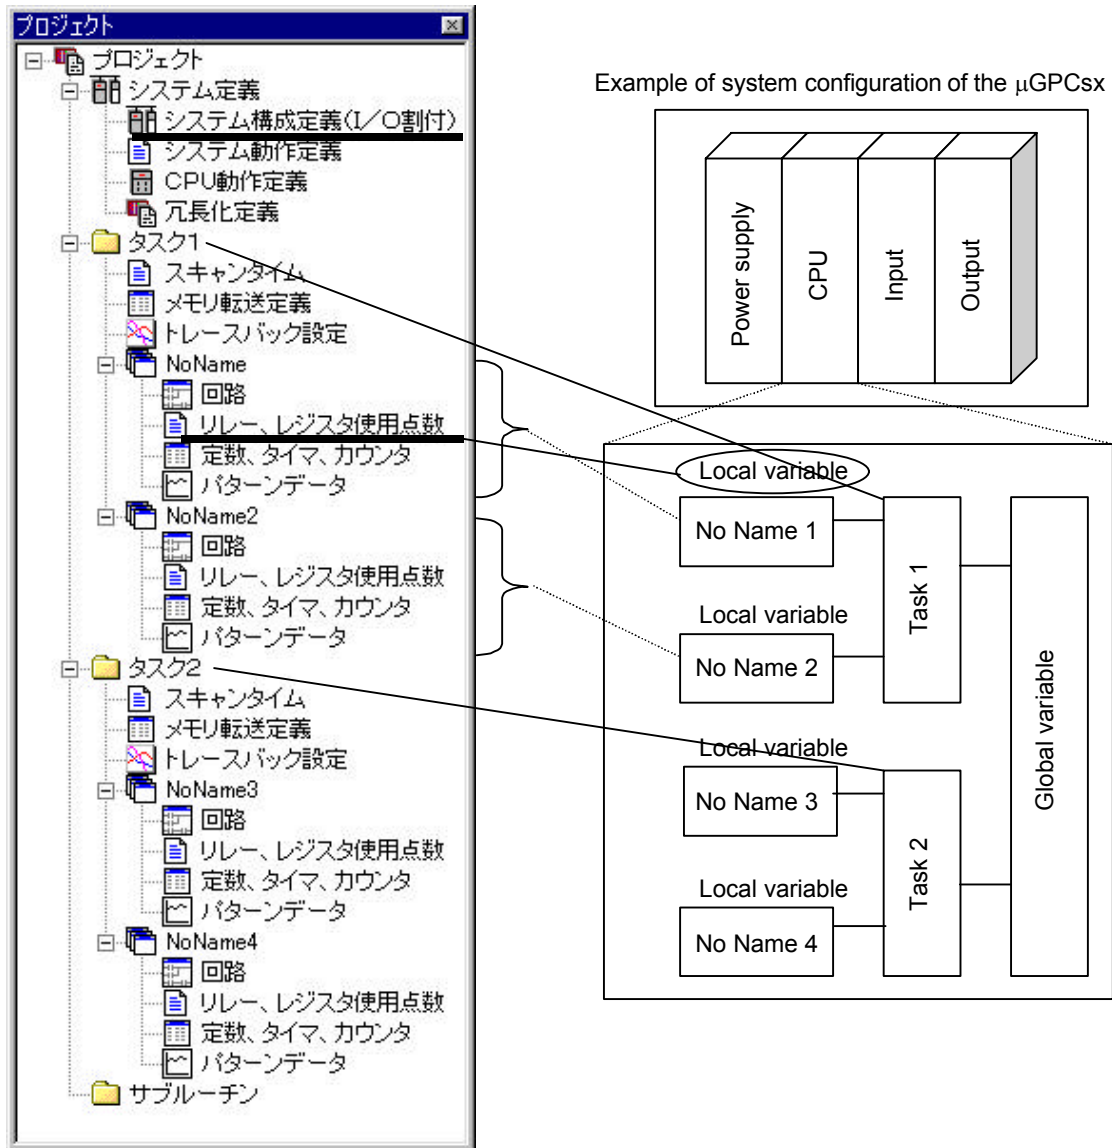 プロジェクト
プロジェクト
システム定義
システム構成定義(I/O割付)
システム動作定義
CPU動作定義
冗長化定義
タスク1
スキャンタイム
メモリ転送定義
トレースバック設定
NoName
回路
リレー、レジスタ使用点数
定数、タイマ、カウンタ
パターンデータ
NoName2
回路
リレー、レジスタ使用点数
定数、タイマ、カウンタ
パターンデータ
タスク2
スキャンタイム
メモリ転送定義
トレースバック設定
NoName3
回路
リレー、レジスタ使用点数
定数、タイマ、カウンタ
パターンデータ
NoName4
回路
リレー、レジスタ使用点数
定数、タイマ、カウンタ
パターンデータ
サブルーチン
Example of system configuration of the μGPCsx
Power supply
CPU
Input
Output
Local variable
No Name 1
Local variable
No Name 2
Task 1
Local variable
No Name 3
Local variable
No Name 4
Task 2
Global variable